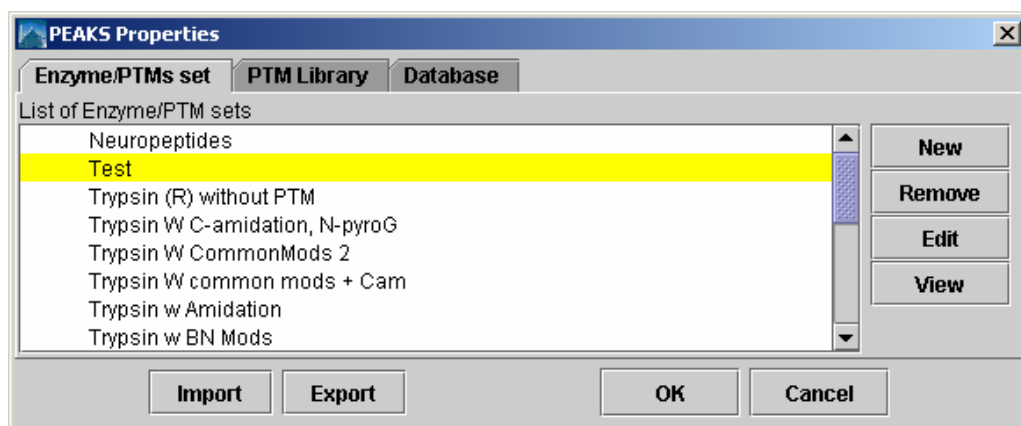 PEAKS Properties
Enzyme/PTMs set PTM Library Database
List of Enzyme/PTM sets
Neuropeptides
Test
Trypsin (R) without PTM
Trypsin W C-amidation, N-pyroG
Trypsin W CommonMods 2
Trypsin W common mods + Cam
Trypsin w Amidation
Trypsin w BN Mods
New
Remove
Edit
View
Import Export OK Cancel